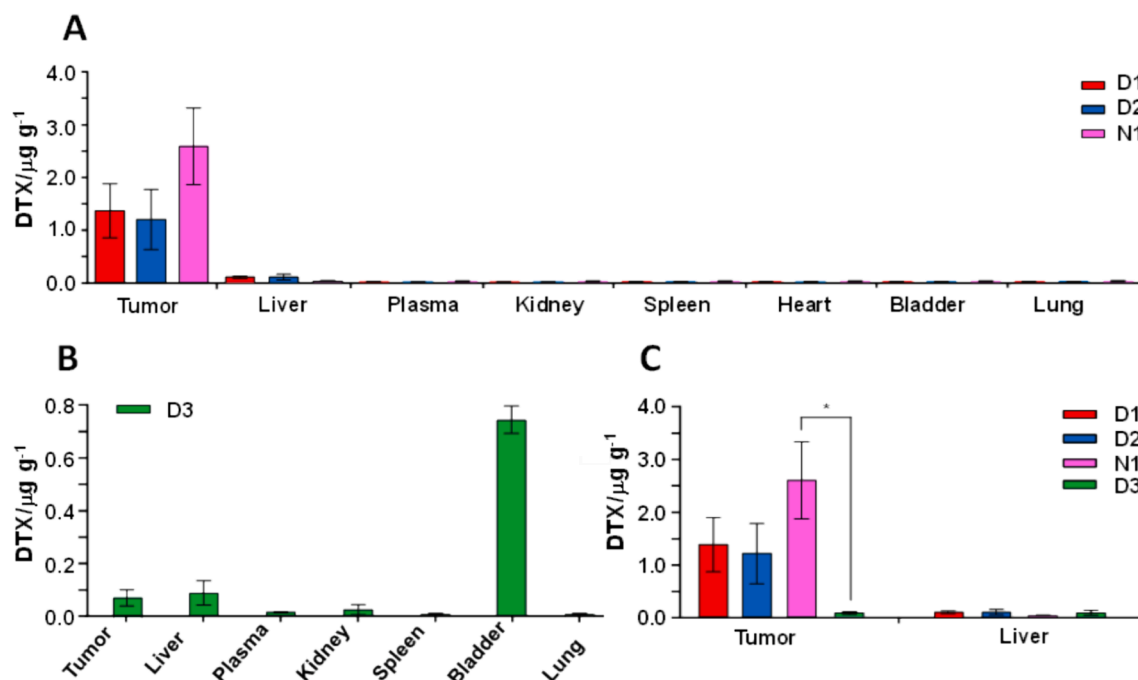 A
DTX/µg g⁻¹
4.0
3.0
2.0
1.0
0.0
D1
D2
N1
Tumor Liver Plasma Kidney Spleen Heart Bladder Lung
B
DTX/µg g⁻¹
0.8
0.6
0.4
0.2
0.0
D3
Tumor Liver Plasma Kidney Spleen Bladder Lung
C
DTX/µg g⁻¹
4.0
3.0
2.0
1.0
0.0
*
D1
D2
N1
D3
Tumor Liver